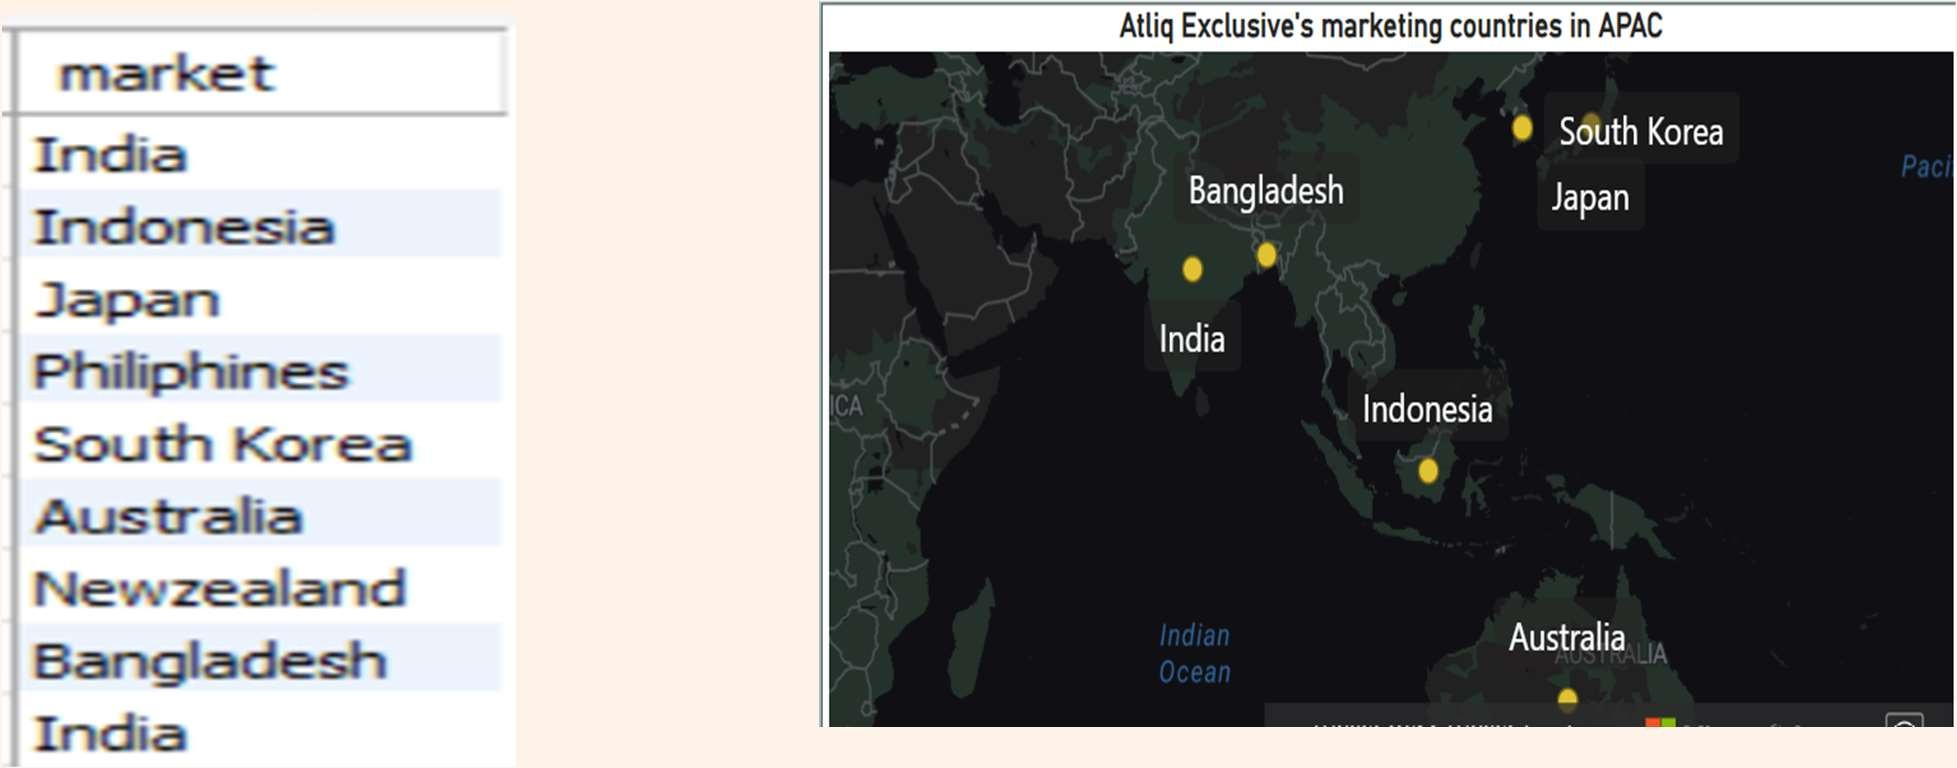 market
India
Indonesia
Japan
Philiphines
South Korea
Australia
Newzealand
Bangladesh
India
Atliq Exclusive's marketing countries in APAC
South Korea
Bangladesh
Japan
India
Indonesia
Indian
Ocean
Australia
AUSTRALIA